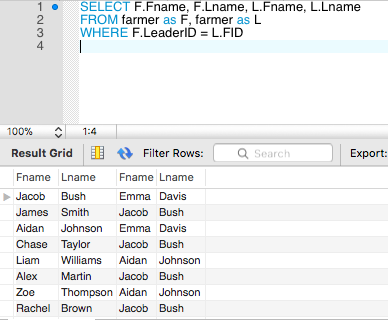 1 SELECT F.Fname, F.Lname, L.Fname, L.Lname
2 FROM farmer as F, farmer as L
3 WHERE F.LeaderID = L.FID
4
100% 1:4
Result Grid Filter Rows: Search Export:
Fname Lname Fname Lname
Jacob Bush Emma Davis
James Smith Jacob Bush
Aidan Johnson Emma Davis
Chase Taylor Jacob Bush
Liam Williams Aidan Johnson
Alex Martin Jacob Bush
Zoe Thompson Aidan Johnson
Rachel Brown Jacob Bush